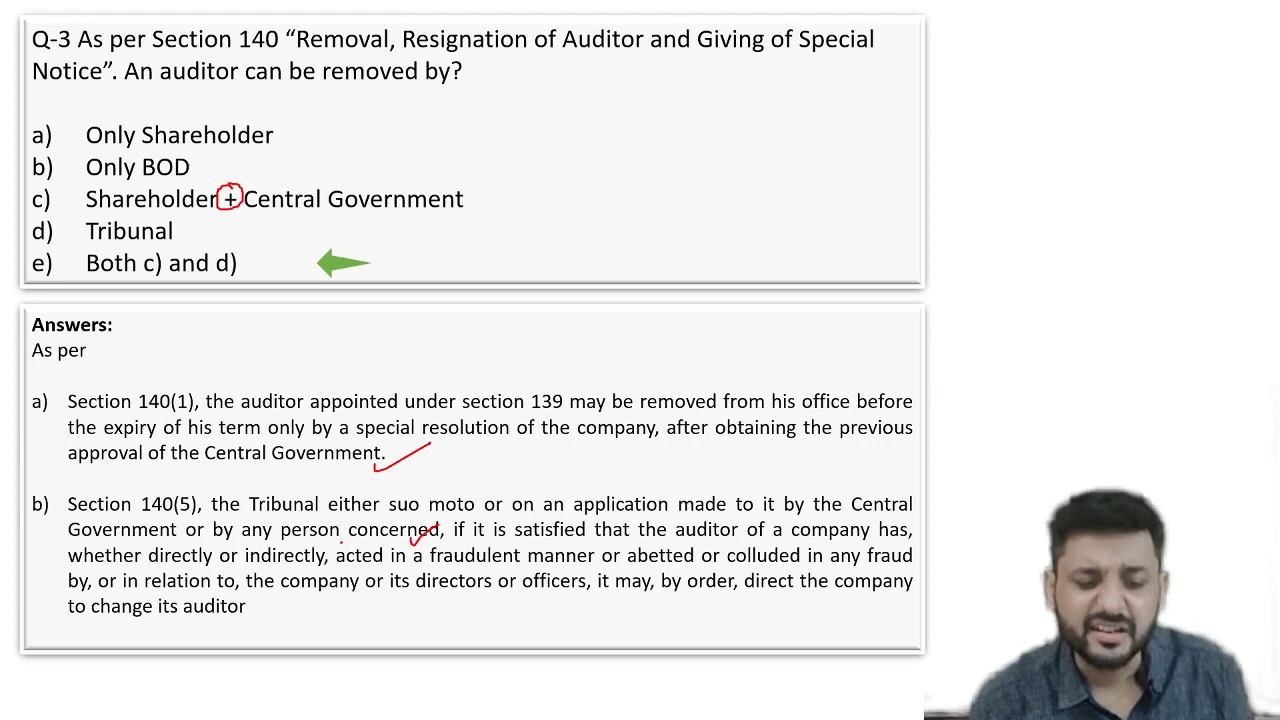 Q-3 As per Section 140 “Removal, Resignation of Auditor and Giving of Special
Notice”. An auditor can be removed by?
a) Only Shareholder
b) Only BOD
c) Shareholder + Central Government
d) Tribunal
e) Both c) and d)
Answers:
As per
a) Section 140(1), the auditor appointed under section 139 may be removed from his office before
the expiry of his term only by a special resolution of the company, after obtaining the previous
approval of the Central Government.
b) Section 140(5), the Tribunal either suo moto or on an application made to it by the Central
Government or by any person concerned, if it is satisfied that the auditor of a company has,
whether directly or indirectly, acted in a fraudulent manner or abetted or colluded in any fraud
by, or in relation to, the company or its directors or officers, it may, by order, direct the company
to change its auditor